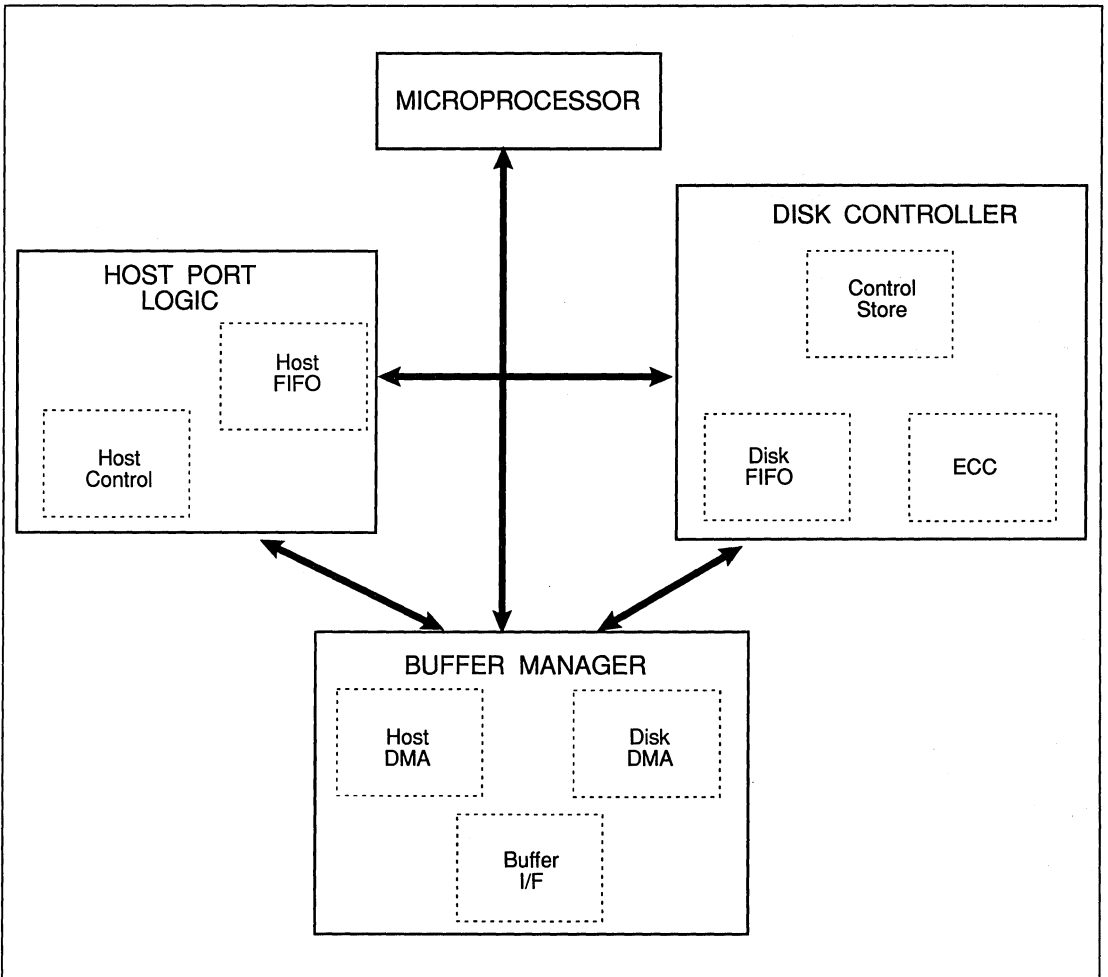 MICROPROCESSOR
DISK CONTROLLER
Control
Store
Disk
FIFO
ECC
HOST PORT
LOGIC
Host
FIFO
Host
Control
BUFFER MANAGER
Host
DMA
Disk
DMA
Buffer
I/F